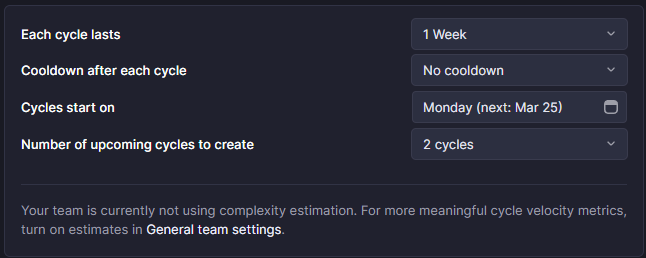 Each cycle lasts 1 Week
Cooldown after each cycle No cooldown
Cycles start on Monday (next: Mar 25)
Number of upcoming cycles to create 2 cycles
Your team is currently not using complexity estimation. For more meaningful cycle velocity metrics,
turn on estimates in General team settings.